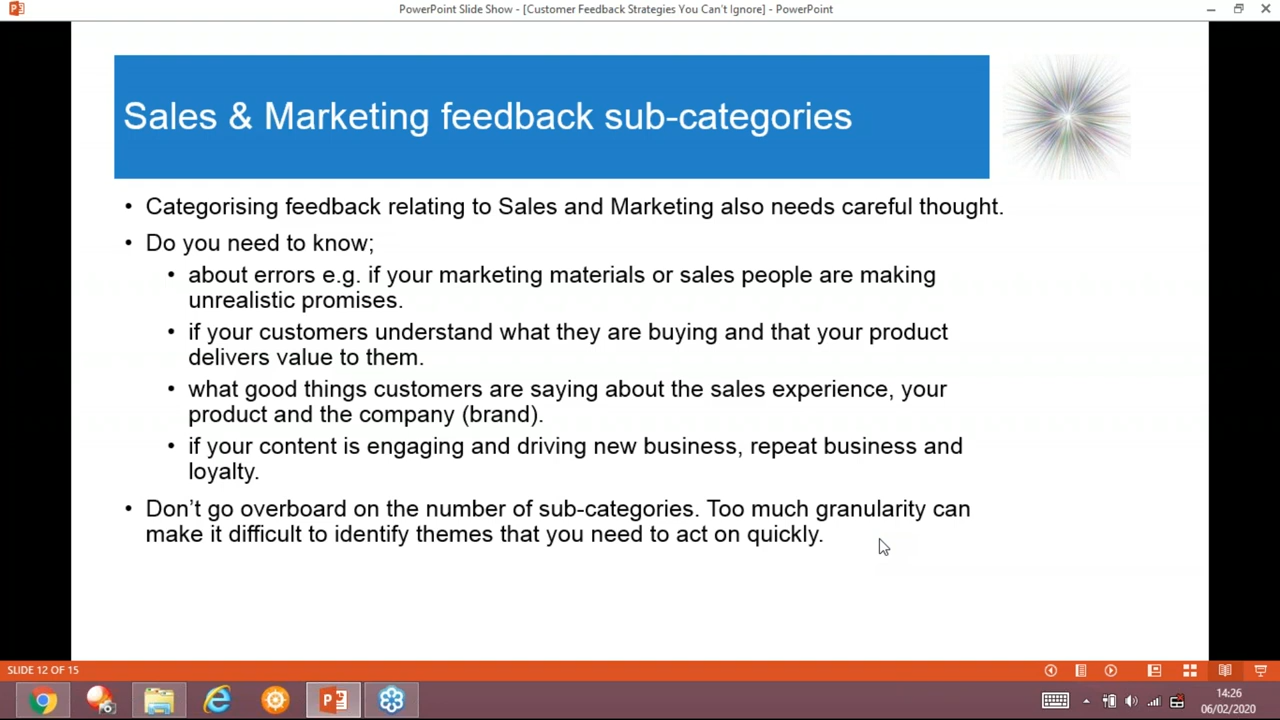 PowerPoint Slide Show - [Customer Feedback Strategies You Can't Ignore] - PowerPoint
Sales & Marketing feedback sub-categories
• Categorising feedback relating to Sales and Marketing also needs careful thought.
• Do you need to know;
• about errors e.g. if your marketing materials or sales people are making
unrealistic promises.
• if your customers understand what they are buying and that your product
delivers value to them.
• what good things customers are saying about the sales experience, your
product and the company (brand).
• if your content is engaging and driving new business, repeat business and
loyalty.
• Don’t go overboard on the number of sub-categories. Too much granularity can
make it difficult to identify themes that you need to act on quickly.
SLIDE 12 OF 15
14:26
06/02/2020